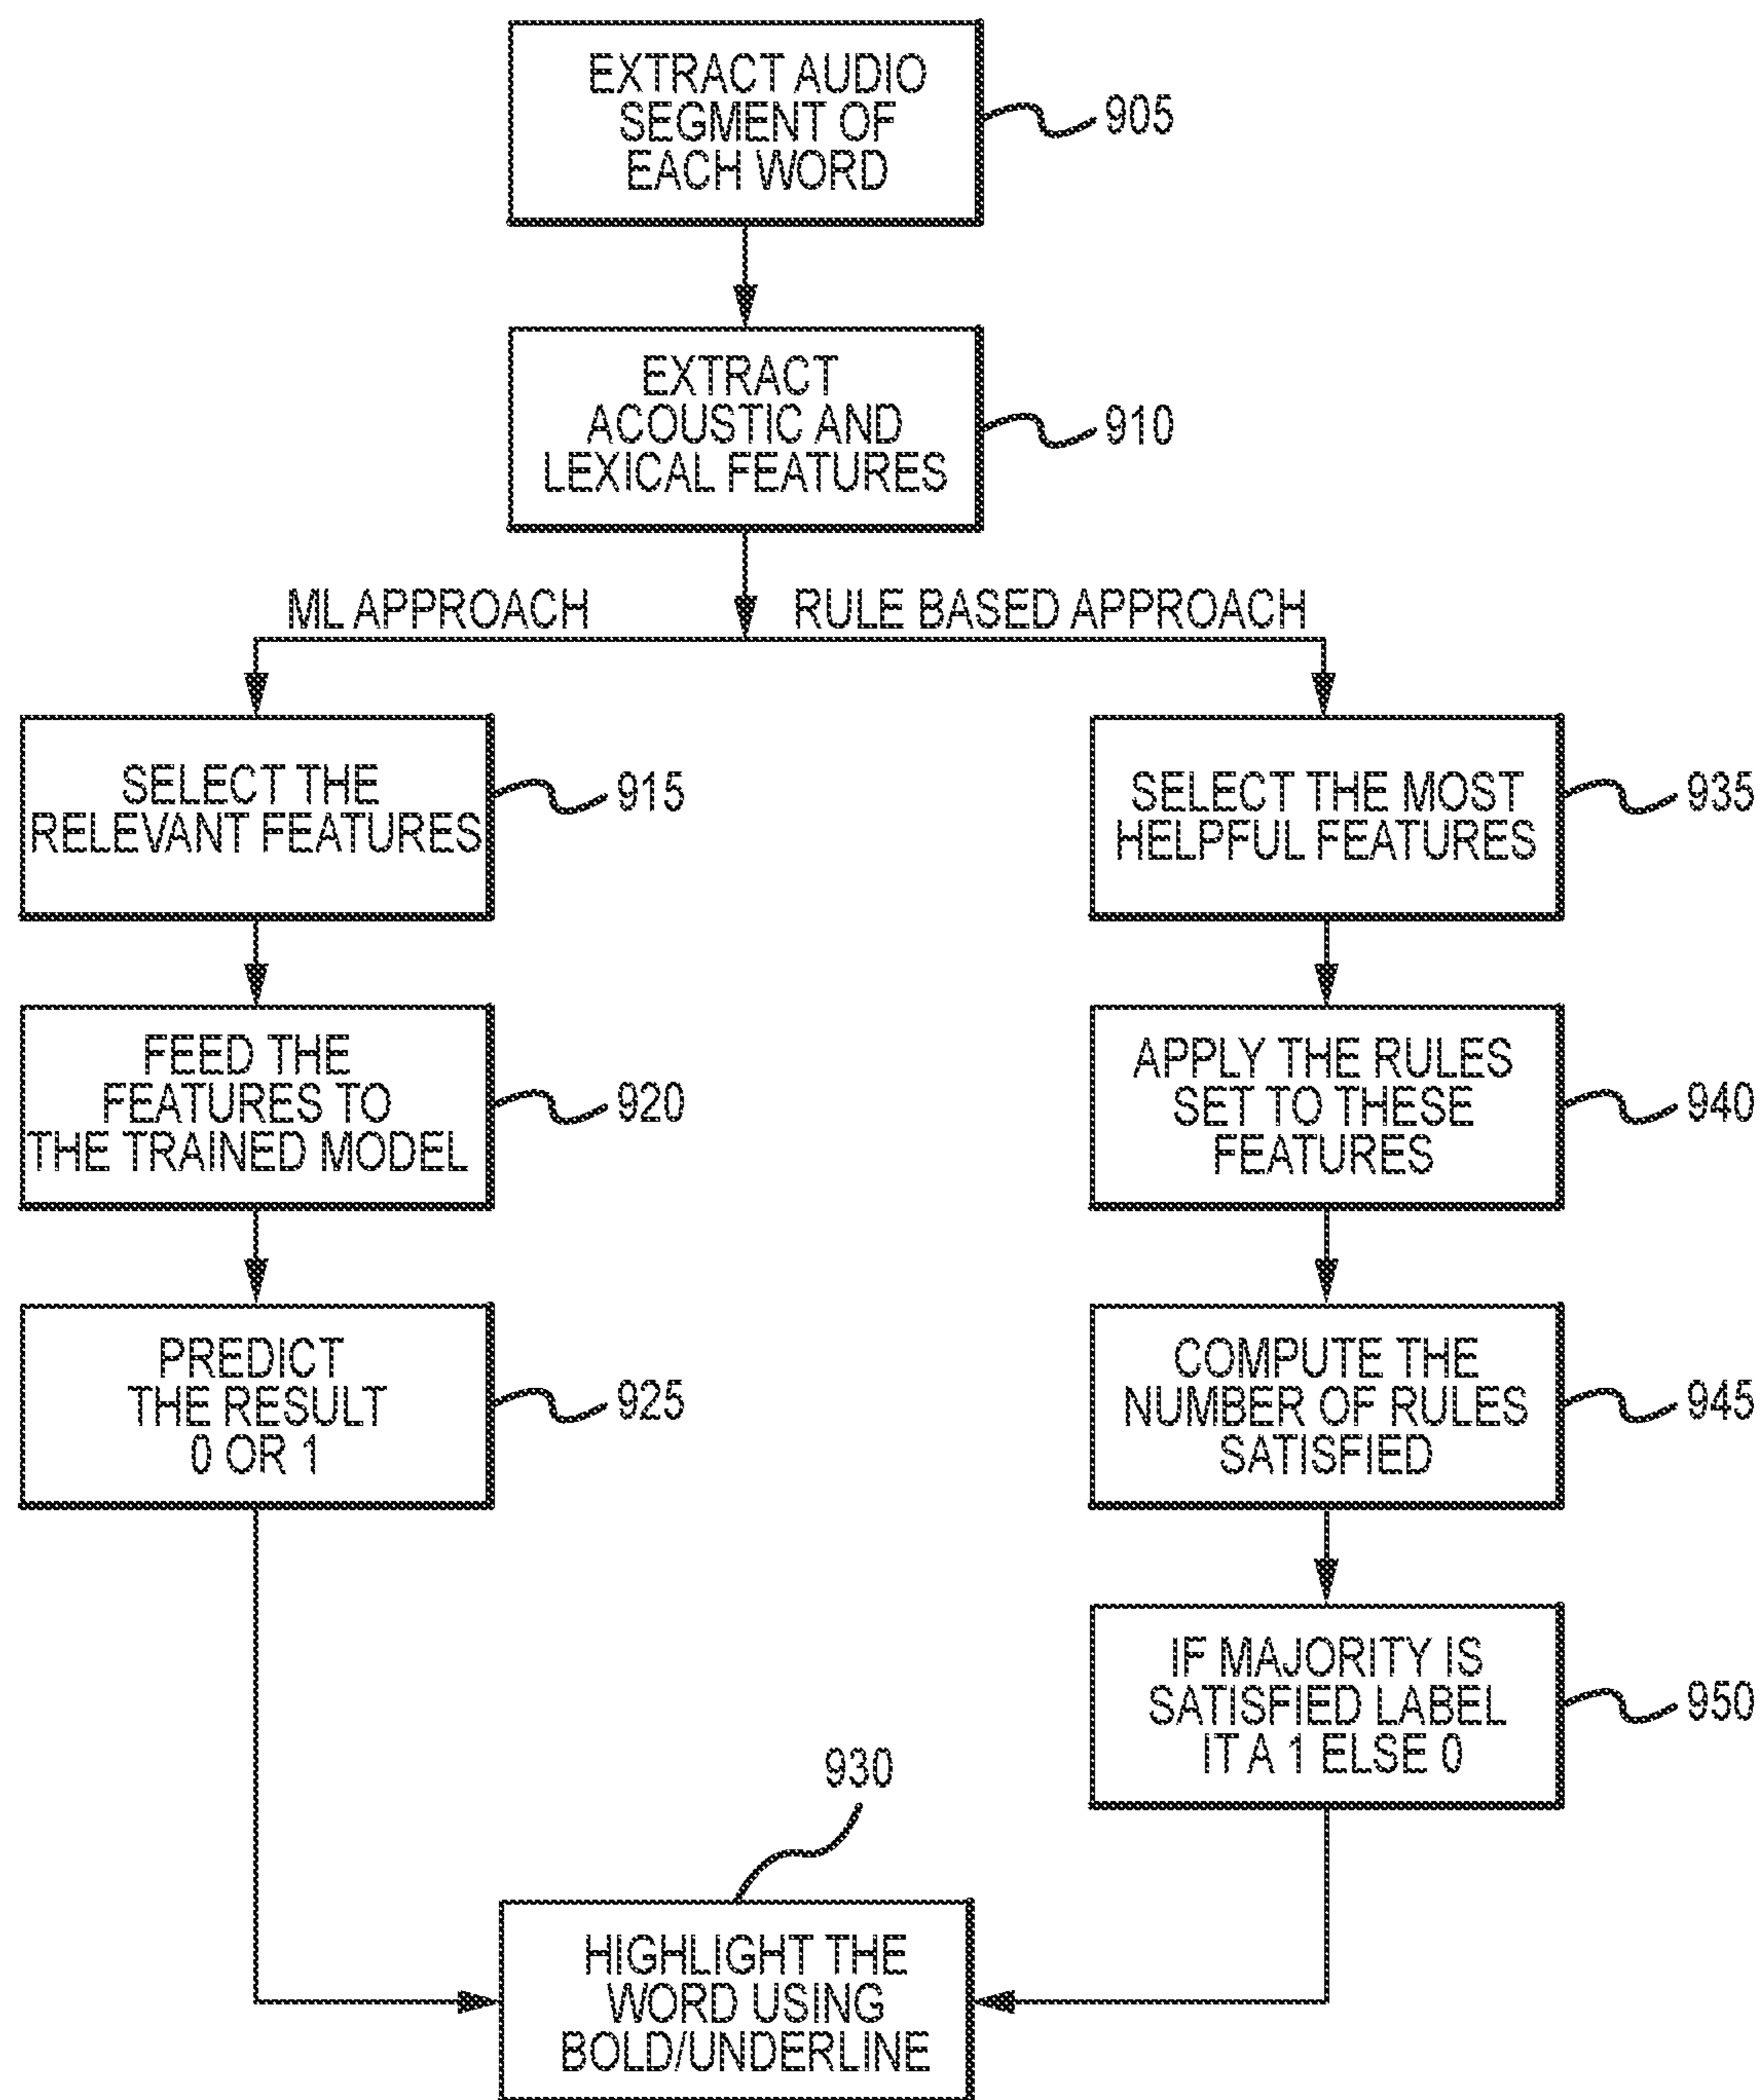 EXTRACT AUDIO
SEGMENT OF
EACH WORD
905
EXTRACT
ACOUSTIC AND
LEXICAL FEATURES
910
ML APPROACH
RULE BASED APPROACH
SELECT THE
RELEVANT FEATURES
915
FEED THE
FEATURES TO
THE TRAINED MODEL
920
PREDICT
THE RESULT
0 OR 1
925
SELECT THE MOST
HELPFUL FEATURES
935
APPLY THE RULES
SET TO THESE
FEATURES
940
COMPUTE THE
NUMBER OF RULES
SATISFIED
945
IF MAJORITY IS
SATISFIED LABEL
IT A 1 ELSE 0
950
930
HIGHLIGHT THE
WORD USING
BOLD/UNDERLINE